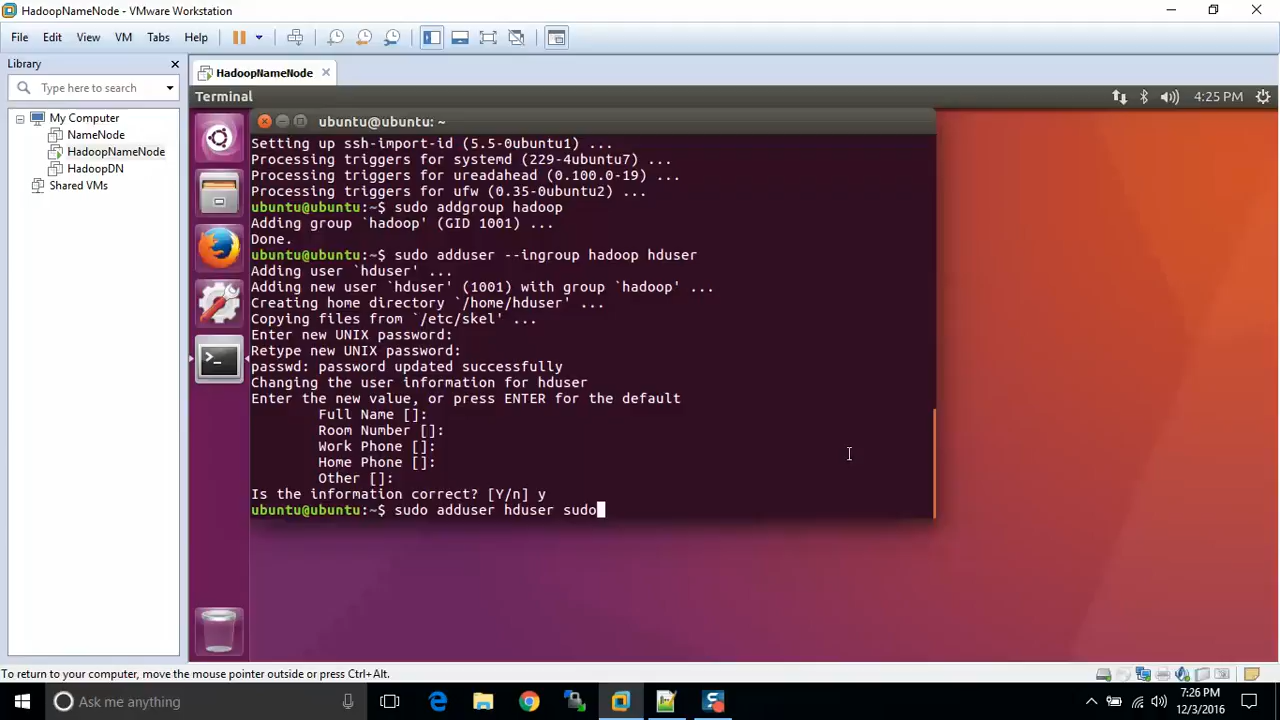 HadoopNameNode - VMware Workstation
File Edit View VM Tabs Help
Library
Type here to search
My Computer
NameNode
HadoopNameNode
HadoopDN
Shared VMs
HadoopNameNode
Terminal
4:25 PM
ubuntu@ubuntu: ~
Setting up ssh-import-id (5.5-0ubuntu1) ...
Processing triggers for systemd (229-4ubuntu7) ...
Processing triggers for ureadahead (0.100.0-19) ...
Processing triggers for ufw (0.35-0ubuntu2) ...
ubuntu@ubuntu:~$ sudo addgroup hadoop
Adding group `hadoop' (GID 1001) ...
Done.
ubuntu@ubuntu:~$ sudo adduser --ingroup hadoop hduser
Adding user `hduser' ...
Adding new user `hduser' (1001) with group `hadoop' ...
Creating home directory `/home/hduser' ...
Copying files from `/etc/skel' ...
Enter new UNIX password:
Retype new UNIX password:
passwd: password updated successfully
Changing the user information for hduser
Enter the new value, or press ENTER for the default
Full Name []:
Room Number []:
Work Phone []:
Home Phone []:
Other []:
Is the information correct? [Y/n] y
ubuntu@ubuntu:~$ sudo adduser hduser sudo
To return to your computer, move the mouse pointer outside or press Ctrl+Alt.
Ask me anything
7:26 PM
12/3/2016